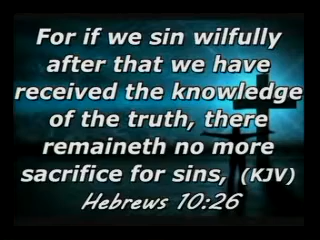 For if we sin wilfully
after that we have
received the knowledge
of the truth, there
remaineth no more
sacrifice for sins, (KJV)
Hebrews 10:26